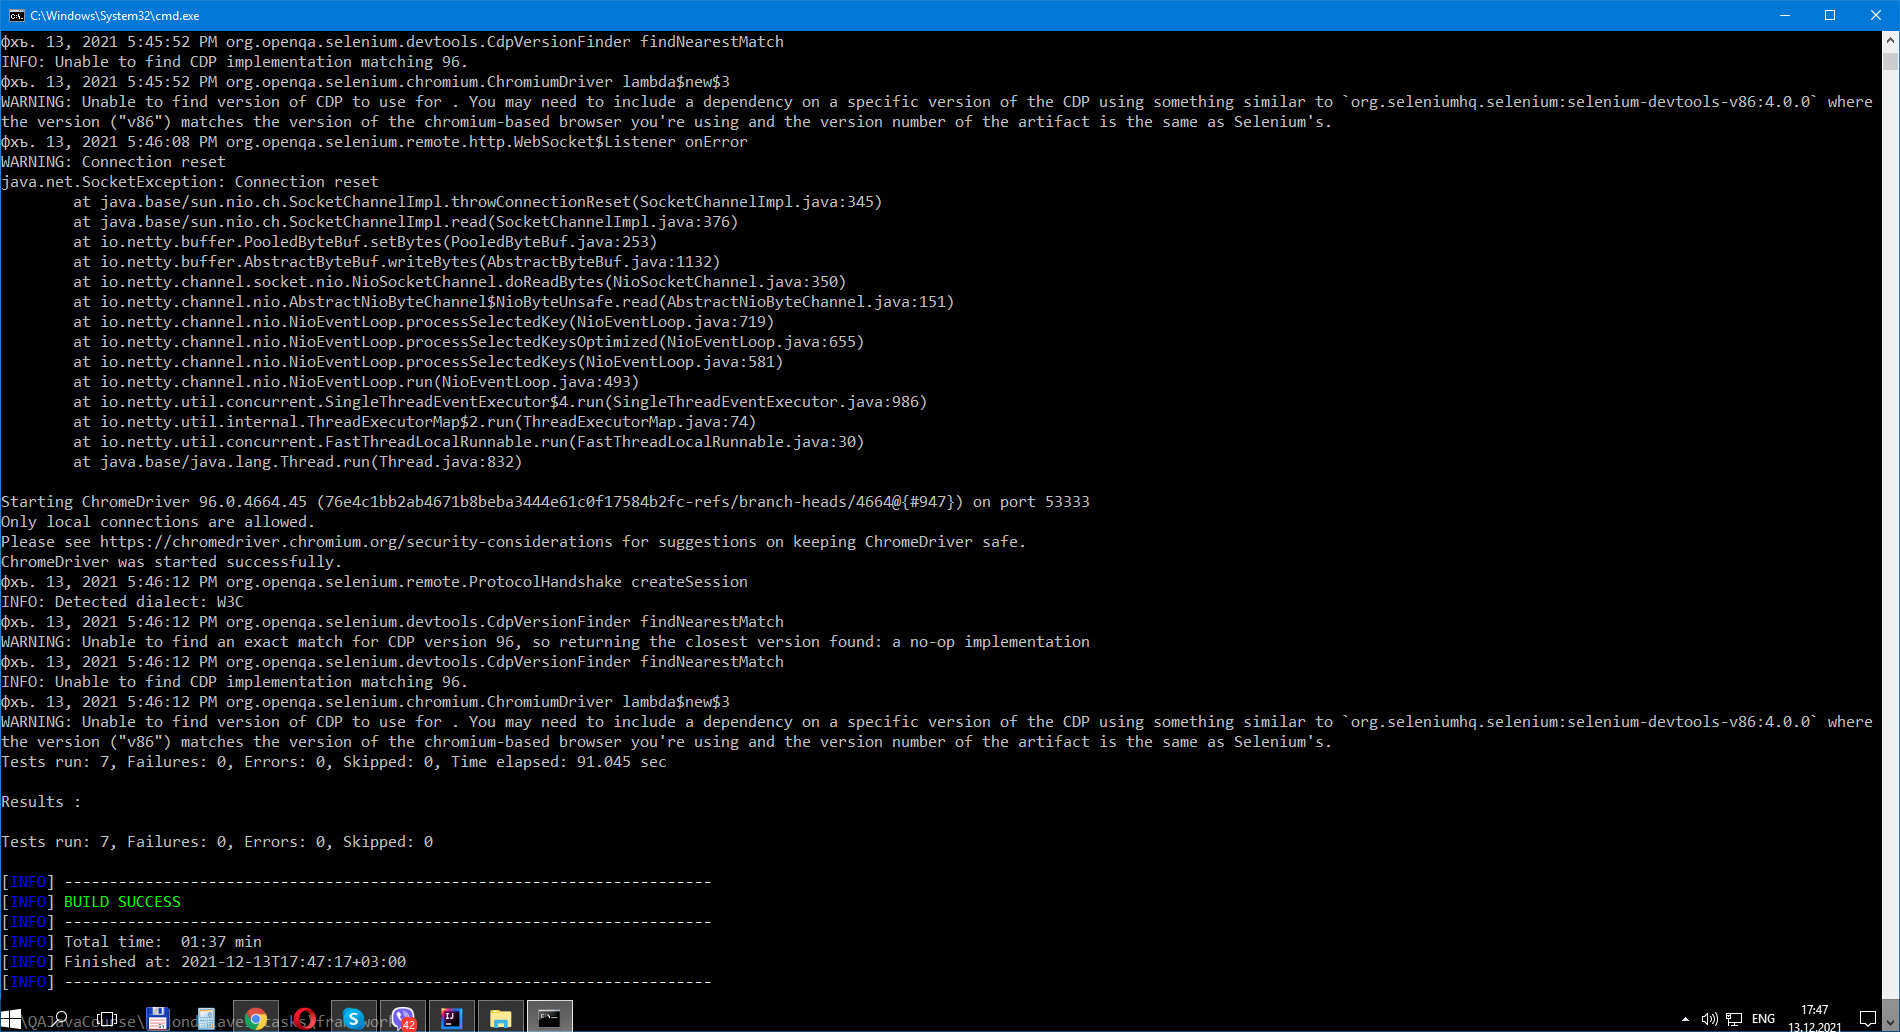 C:\Windows\System32\cmd.exe
фхъ. 13, 2021 5:45:52 PM org.openqa.selenium.devtools.CdpVersionFinder findNearestMatch
INFO: Unable to find CDP implementation matching 96.
фхъ. 13, 2021 5:45:52 PM org.openqa.selenium.chromium.ChromiumDriver lambda$new$3
WARNING: Unable to find version of CDP to use for . You may need to include a dependency on a specific version of the CDP using something similar to `org.seleniumhq.selenium:selenium-devtools-v86:4.0.0` where
the version ("v86") matches the version of the chromium-based browser you're using and the version number of the artifact is the same as Selenium's.
фхъ. 13, 2021 5:46:08 PM org.openqa.selenium.remote.http.WebSocket$Listener onError
WARNING: Connection reset
java.net.SocketException: Connection reset
at java.base/sun.nio.ch.SocketChannelImpl.throwConnectionReset(SocketChannelImpl.java:345)
at java.base/sun.nio.ch.SocketChannelImpl.read(SocketChannelImpl.java:376)
at io.netty.buffer.PooledByteBuf.setBytes(PooledByteBuf.java:253)
at io.netty.buffer.AbstractByteBuf.writeBytes(AbstractByteBuf.java:1132)
at io.netty.channel.socket.nio.NioSocketChannel.doReadBytes(NioSocketChannel.java:350)
at io.netty.channel.nio.AbstractNioByteChannel$NioByteUnsafe.read(AbstractNioByteChannel.java:151)
at io.netty.channel.nio.NioEventLoop.processSelectedKey(NioEventLoop.java:719)
at io.netty.channel.nio.NioEventLoop.processSelectedKeysOptimized(NioEventLoop.java:655)
at io.netty.channel.nio.NioEventLoop.processSelectedKeys(NioEventLoop.java:581)
at io.netty.channel.nio.NioEventLoop.run(NioEventLoop.java:493)
at io.netty.util.concurrent.SingleThreadEventExecutor$4.run(SingleThreadEventExecutor.java:986)
at io.netty.util.internal.ThreadExecutorMap$2.run(ThreadExecutorMap.java:74)
at io.netty.util.concurrent.FastThreadLocalRunnable.run(FastThreadLocalRunnable.java:30)
at java.base/java.lang.Thread.run(Thread.java:832)
Starting ChromeDriver 96.0.4664.45 (76e4c1bb2ab4671b8beba3444e61c0f17584b2fc-refs/branch-heads/4664@{#947}) on port 53333
Only local connections are allowed.
Please see https://chromedriver.chromium.org/security-considerations for suggestions on keeping ChromeDriver safe.
ChromeDriver was started successfully.
фхъ. 13, 2021 5:46:12 PM org.openqa.selenium.remote.ProtocolHandshake createSession
INFO: Detected dialect: W3C
фхъ. 13, 2021 5:46:12 PM org.openqa.selenium.devtools.CdpVersionFinder findNearestMatch
WARNING: Unable to find an exact match for CDP version 96, so returning the closest version found: a no-op implementation
фхъ. 13, 2021 5:46:12 PM org.openqa.selenium.devtools.CdpVersionFinder findNearestMatch
INFO: Unable to find CDP implementation matching 96.
фхъ. 13, 2021 5:46:12 PM org.openqa.selenium.chromium.ChromiumDriver lambda$new$3
WARNING: Unable to find version of CDP to use for . You may need to include a dependency on a specific version of the CDP using something similar to `org.seleniumhq.selenium:selenium-devtools-v86:4.0.0` where
the version ("v86") matches the version of the chromium-based browser you're using and the version number of the artifact is the same as Selenium's.
Tests run: 7, Failures: 0, Errors: 0, Skipped: 0, Time elapsed: 91.045 sec
Results :
Tests run: 7, Failures: 0, Errors: 0, Skipped: 0
[INFO] ------------------------------------------------------------------------
[INFO] BUILD SUCCESS
[INFO] ------------------------------------------------------------------------
[INFO] Total time:  01:37 min
[INFO] Finished at: 2021-12-13T17:47:17+03:00
[INFO] ------------------------------------------------------------------------
\QAJavaCourse\
42
ENG
17:47
13.12.2021